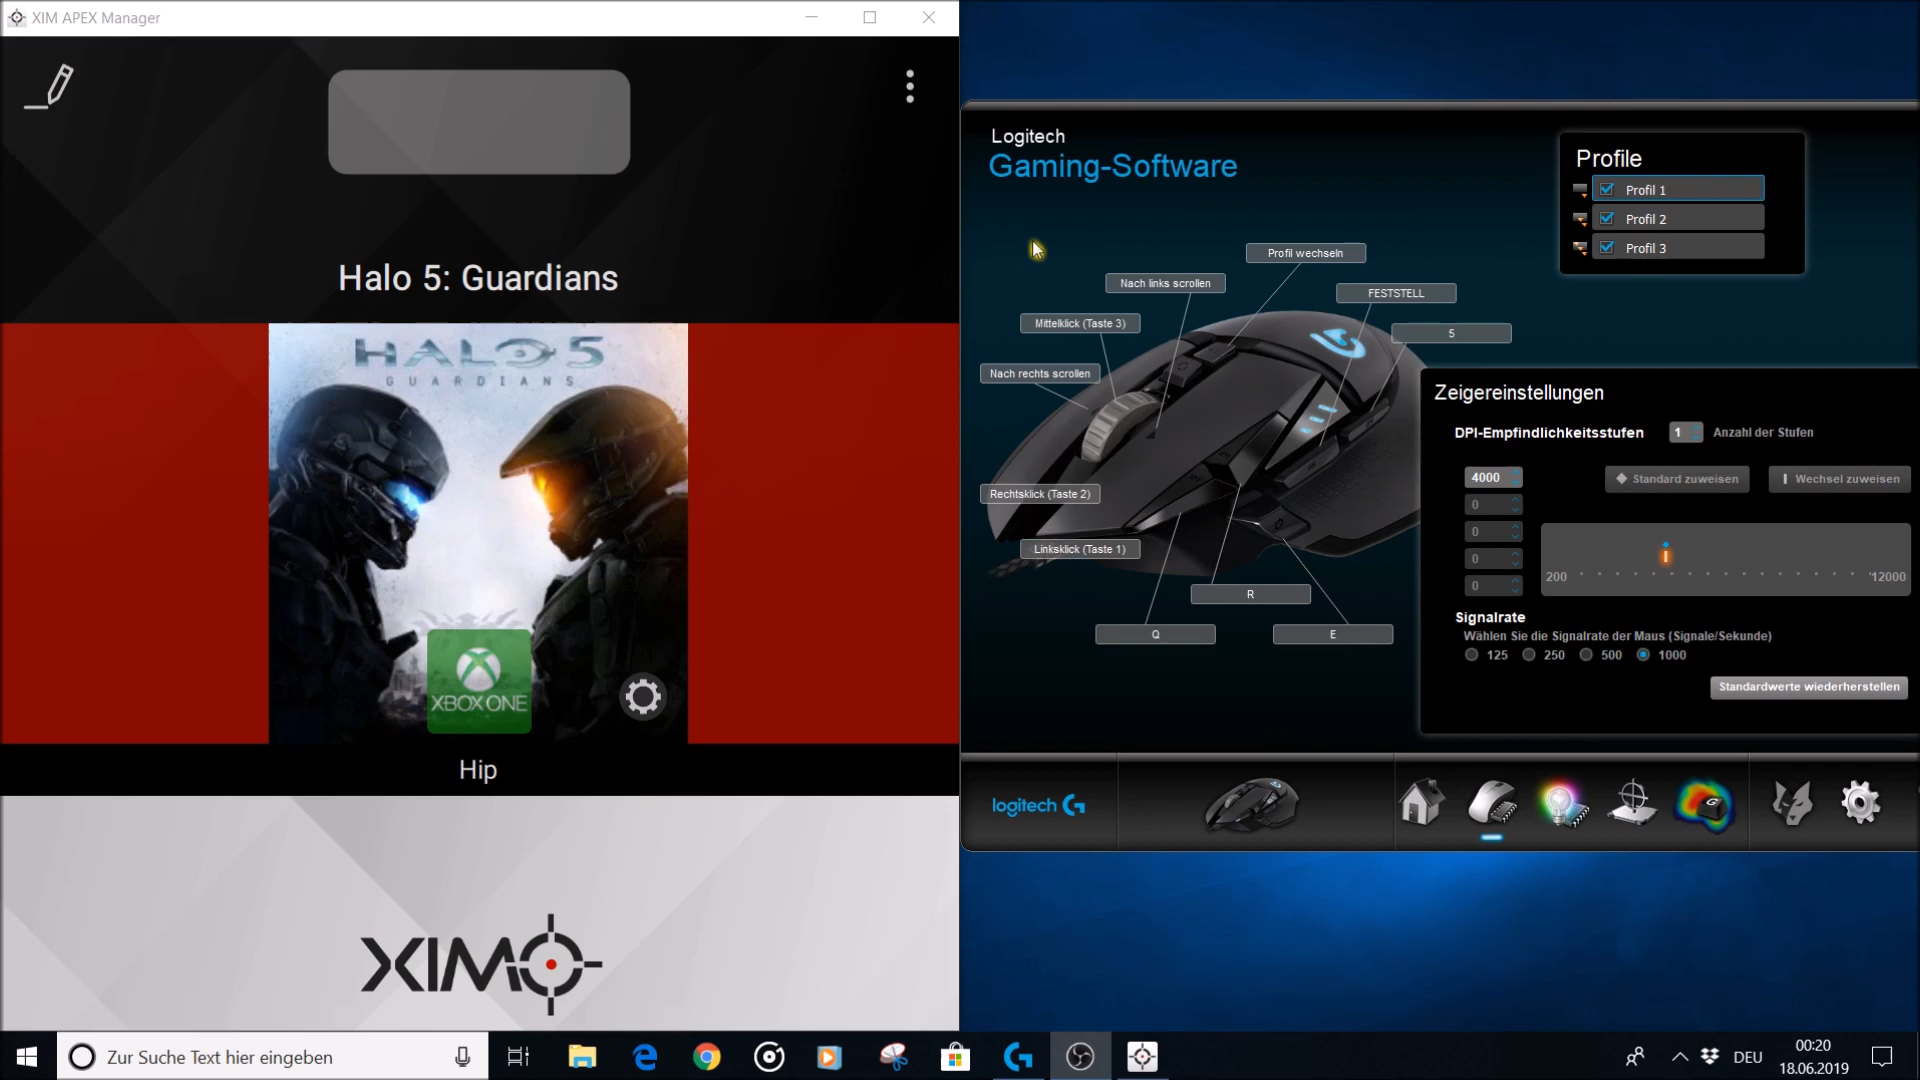 XIM APEX Manager
Halo 5: Guardians
HALO 5
GUARDIANS
XBOX ONE
Hip
XIM
Logitech
Gaming-Software
Profile
Profil 1
Profil 2
Profil 3
Profil wechseln
Nach links scrollen
FESTSTELL
Mittelklick (Taste 3)
5
Nach rechts scrollen
Rechtsklick (Taste 2)
Linksklick (Taste 1)
R
Q
E
Zeigereinstellungen
DPI-Empfindlichkeitsstufen
1
Anzahl der Stufen
4000
Standard zuweisen
Wechsel zuweisen
0
0
0
0
200
12000
Signalrate
Wählen Sie die Signalrate der Maus (Signale/Sekunde)
125
250
500
1000
Standardwerte wiederherstellen
logitech G
Zur Suche Text hier eingeben
DEU
00:20
18.06.2019